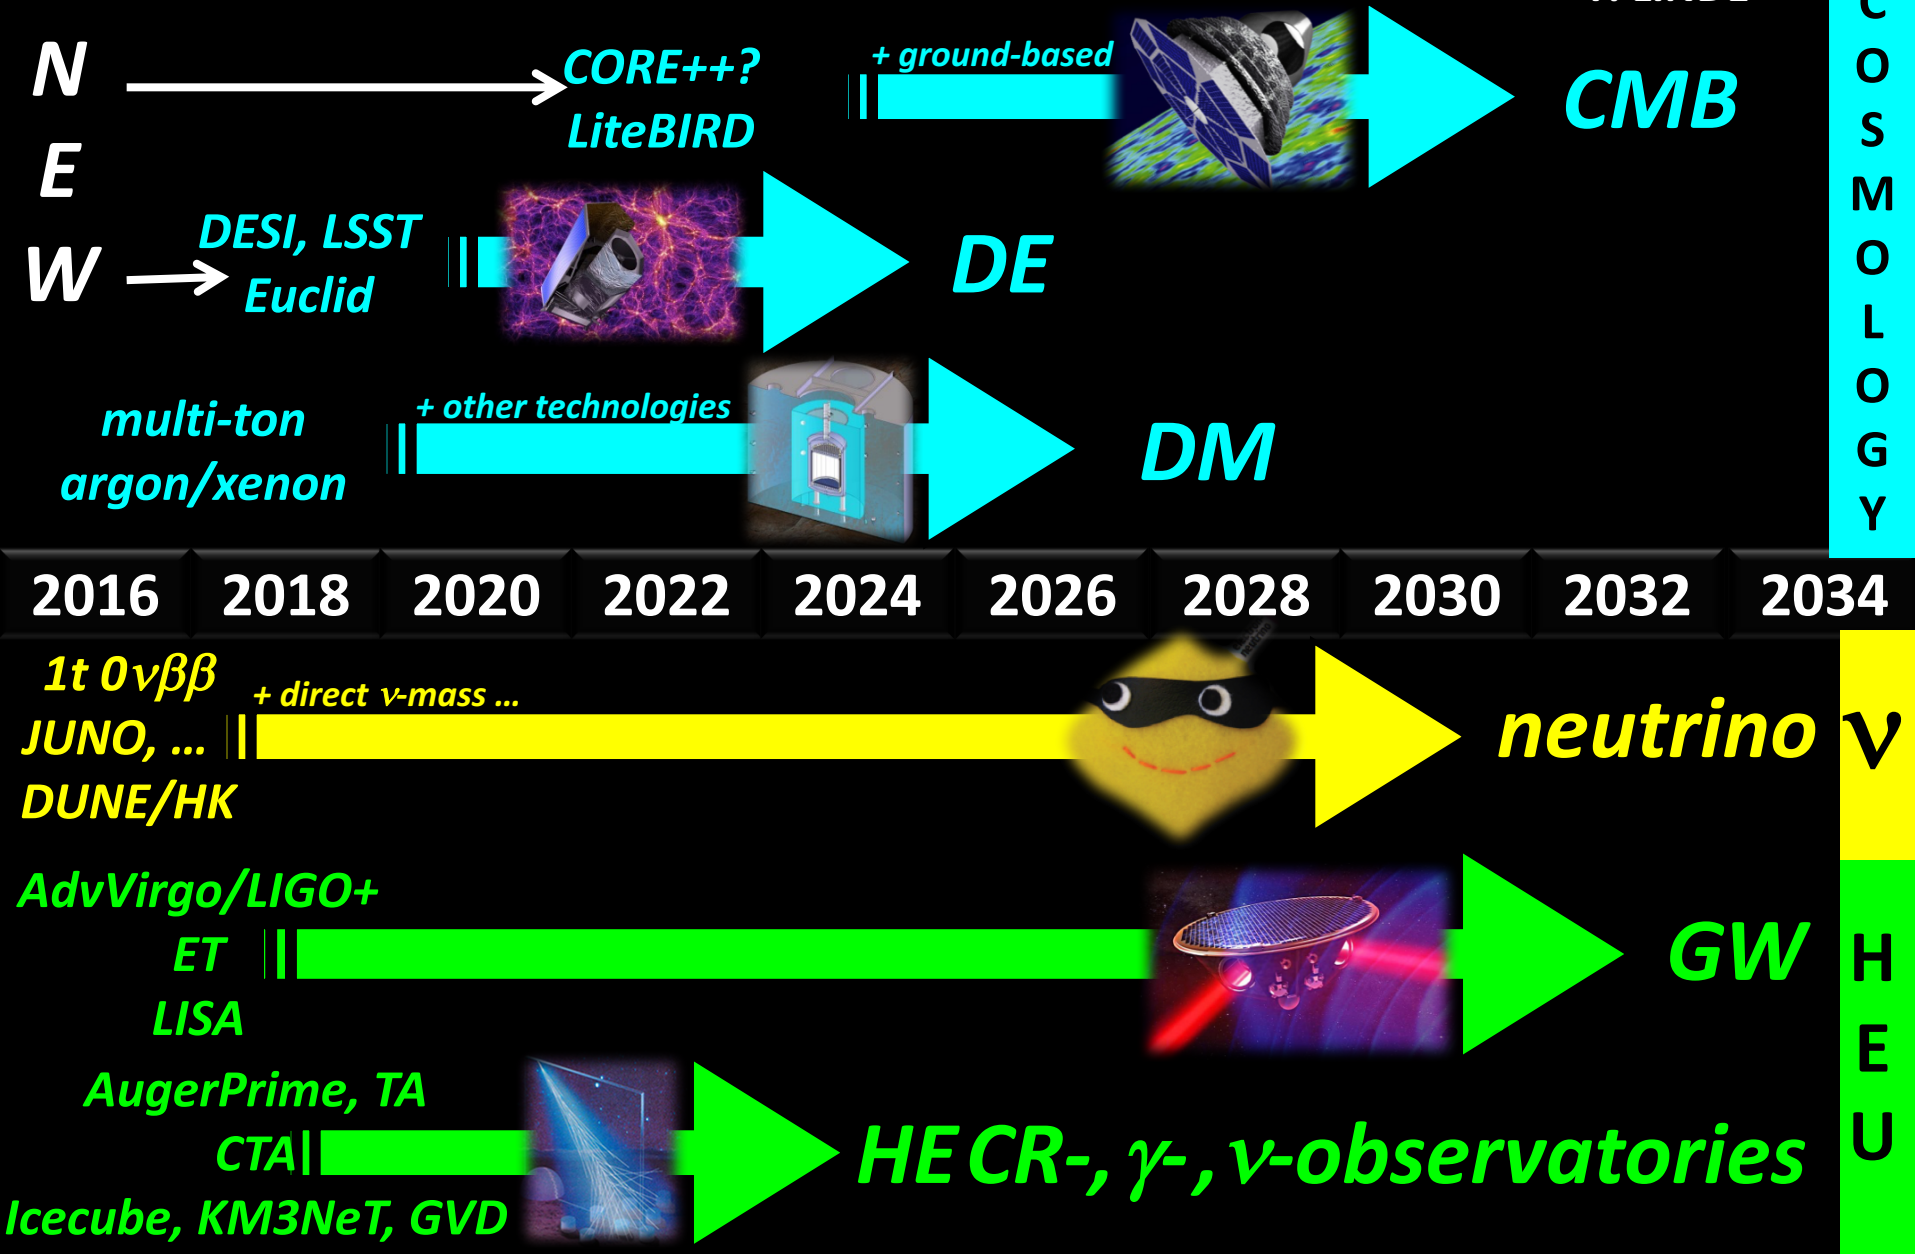 N
E
W
CORE++?
LiteBIRD
+ ground-based
CMB
DESI, LSST
Euclid
DE
multi-ton
argon/xenon
+ other technologies
DM
C
O
S
M
O
L
O
G
Y
2016 2018 2020 2022 2024 2026 2028 2030 2032 2034
1t 0νββ
JUNO, ...
DUNE/HK
+ direct ν-mass ...
neutrino
ν
AdvVirgo/LIGO+
ET
LISA
GW
AugerPrime, TA
CTA
Icecube, KM3NeT, GVD
HE CR-, γ-, ν-observatories
H
E
U